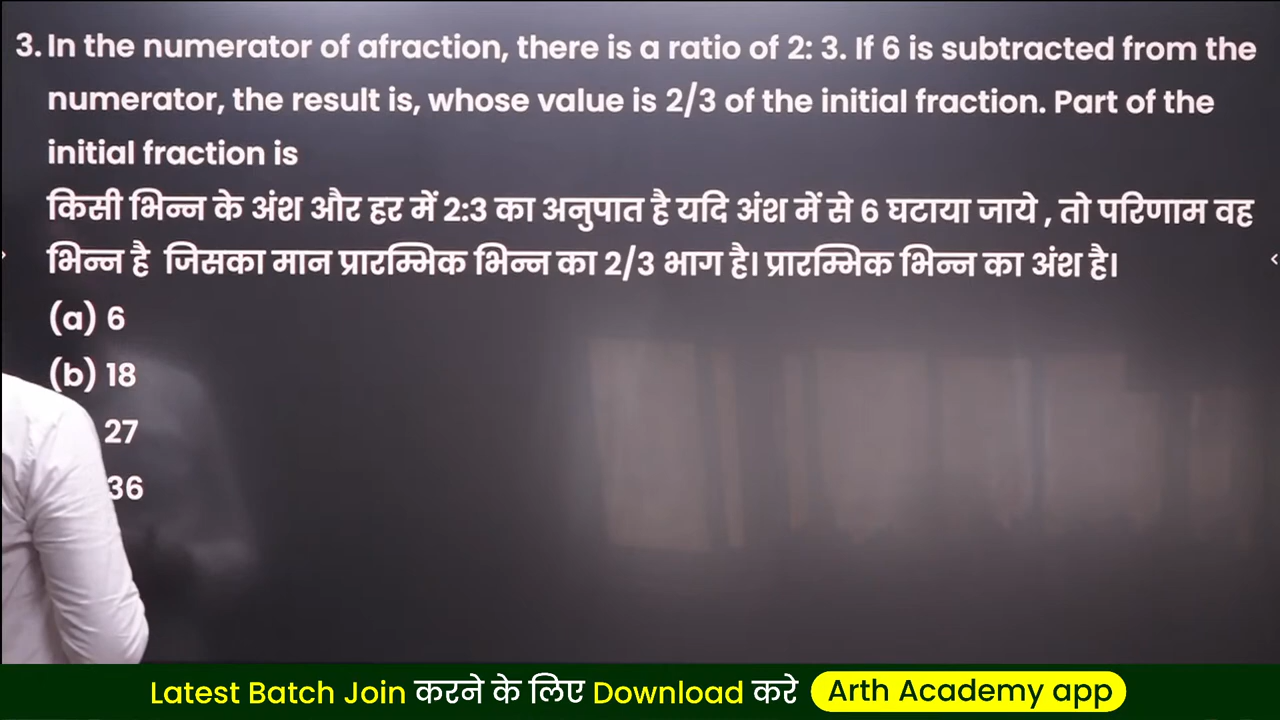 3. In the numerator of afraction, there is a ratio of 2: 3. If 6 is subtracted from the
numerator, the result is, whose value is 2/3 of the initial fraction. Part of the
initial fraction is
किसी भिन्न के अंश और हर में 2:3 का अनुपात है यदि अंश में से 6 घटाया जाये , तो परिणाम वह
भिन्न है जिसका मान प्रारम्भिक भिन्न का 2/3 भाग है। प्रारम्भिक भिन्न का अंश है।
(a) 6
(b) 18
27
36
Latest Batch Join करने के लिए Download करे Arth Academy app